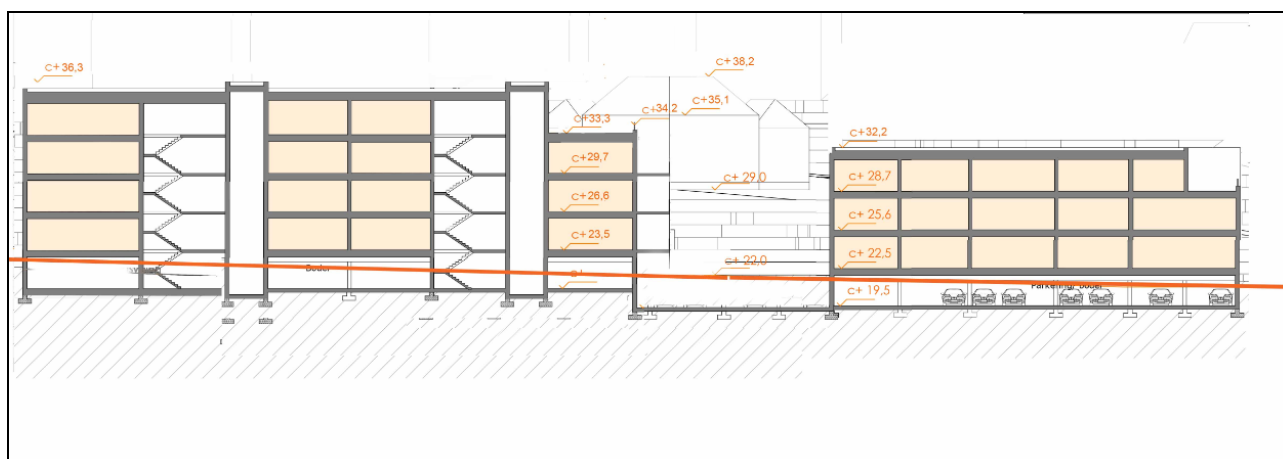 C+ 36,3
C+ 38,2
C+ 35,1
C+ 34,2
C+ 33,3
C+ 32,2
C+ 29,7
C+ 29,0
C+ 28,7
C+ 26,6
C+ 25,6
C+ 23,5
C+ 22,5
C+ 22,0
Boder
C+ 19,5
Parkering/ boder